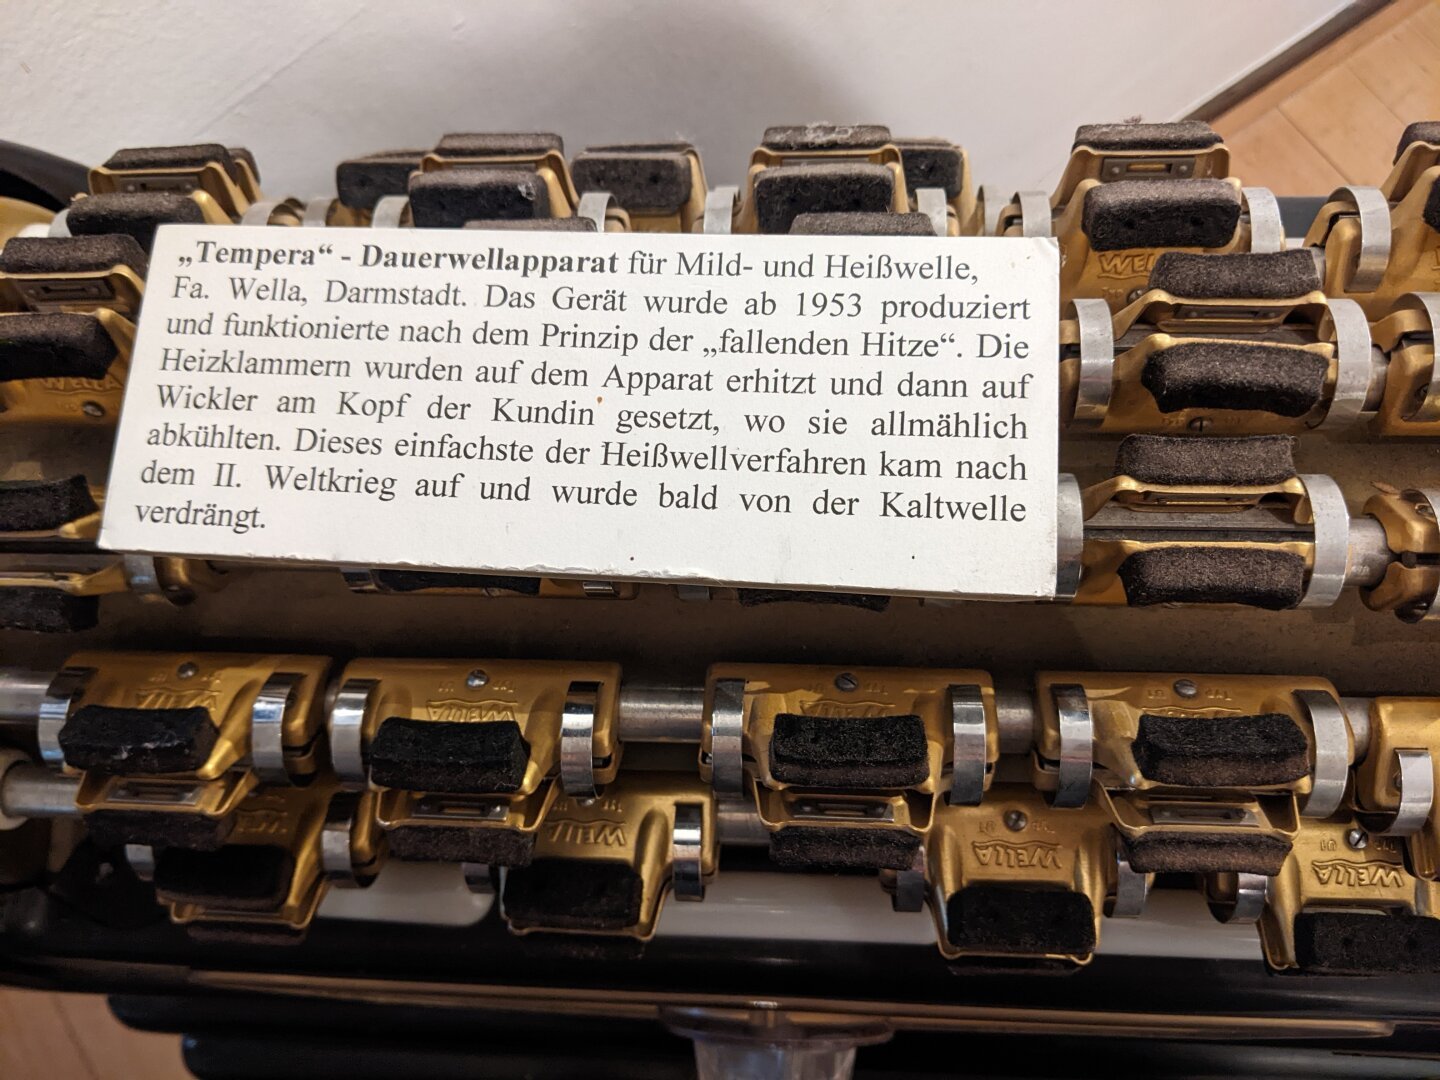 „Tempera“ - Dauerwellapparat für Mild- und Heißwelle,
Fa. Wella, Darmstadt. Das Gerät wurde ab 1953 produziert
und funktionierte nach dem Prinzip der „fallenden Hitze“. Die
Heizklammern wurden auf dem Apparat erhitzt und dann auf
Wickler am Kopf der Kundin gesetzt, wo sie allmählich
abkühlten. Dieses einfachste der Heißwellverfahren kam nach
dem II. Weltkrieg auf und wurde bald von der Kaltwelle
verdrängt.
WELLA
WELLA
WELLA
WELLA
WELLA
WELLA